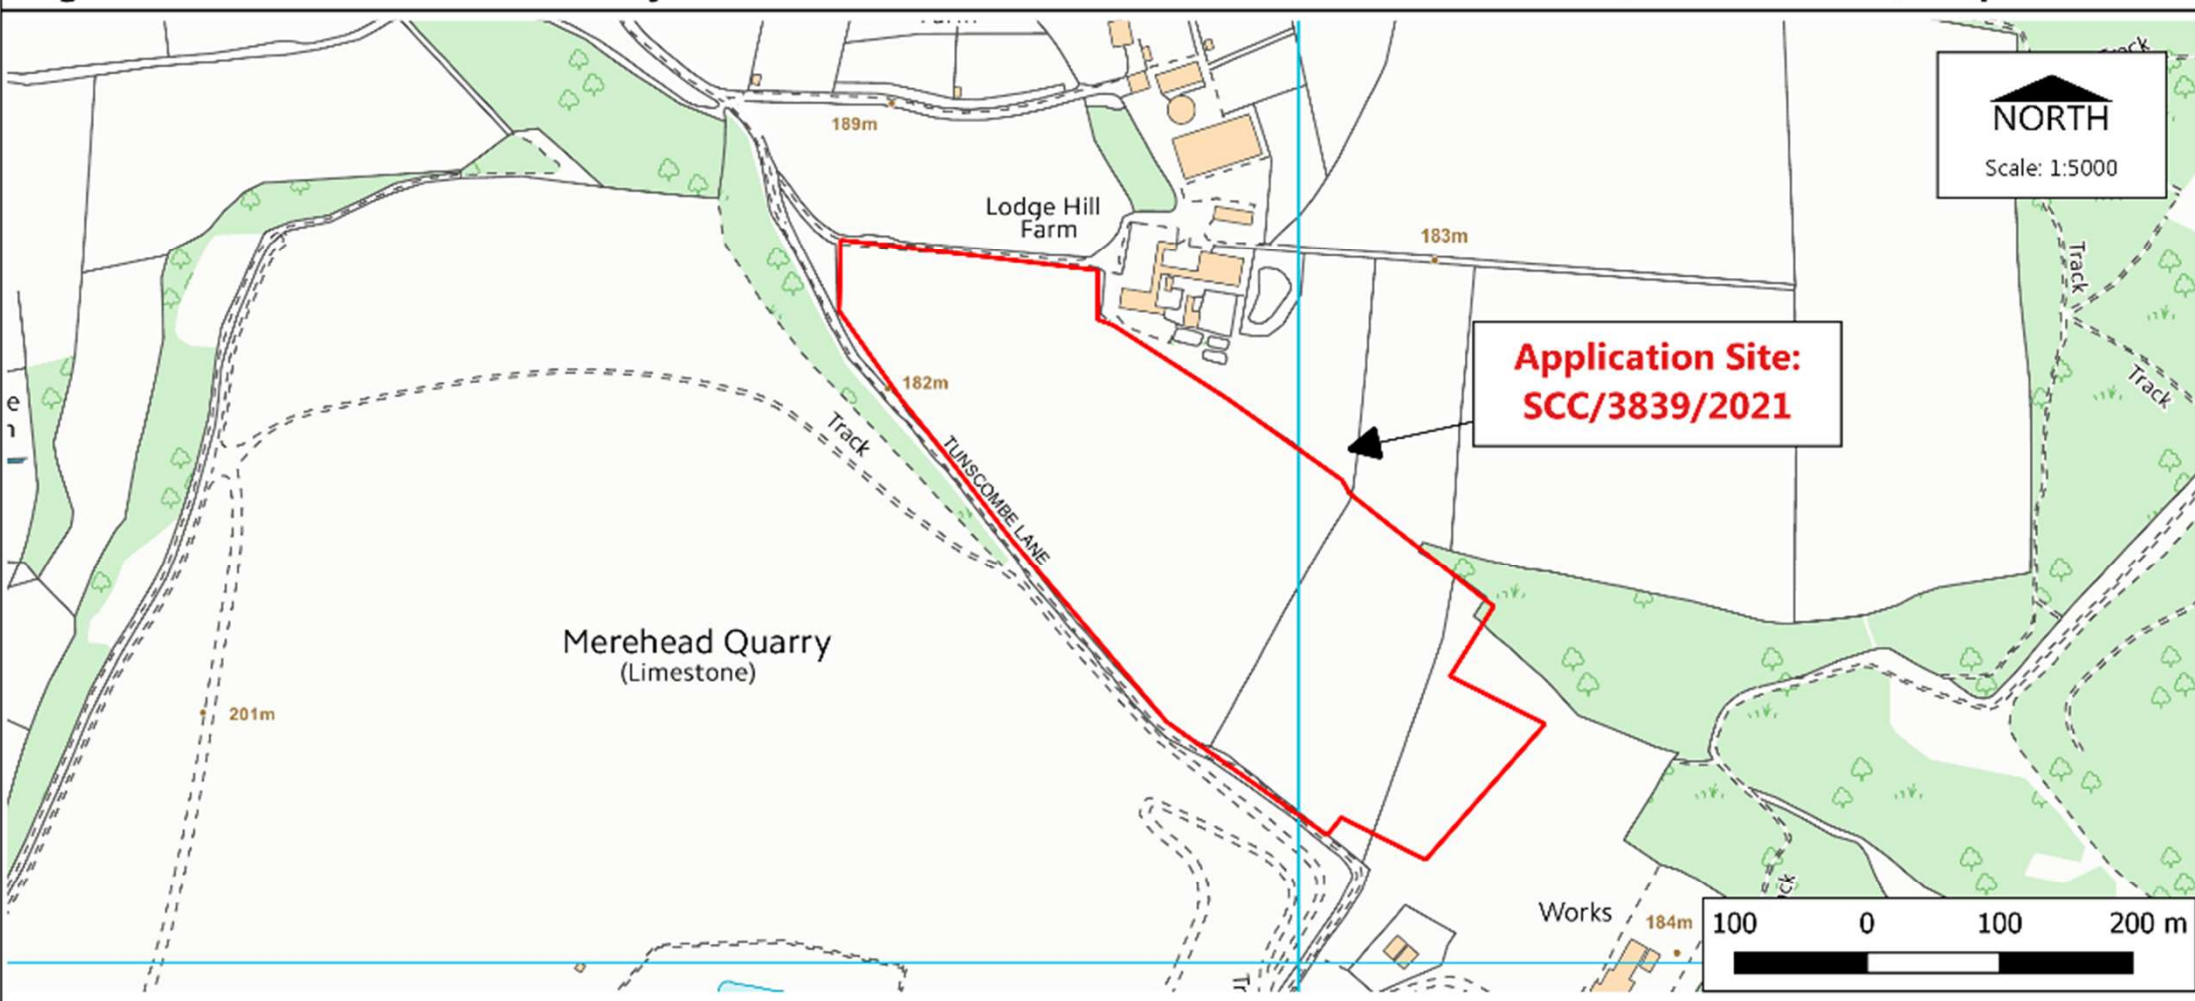 189m
Lodge Hill
Farm
183m
NORTH
Scale: 1:5000
Track
Track
Application Site:
SCC/3839/2021
182m
Track
TUNSCOMBE LANE
Merehead Quarry
(Limestone)
201m
Works
184m
100 0 100 200 m